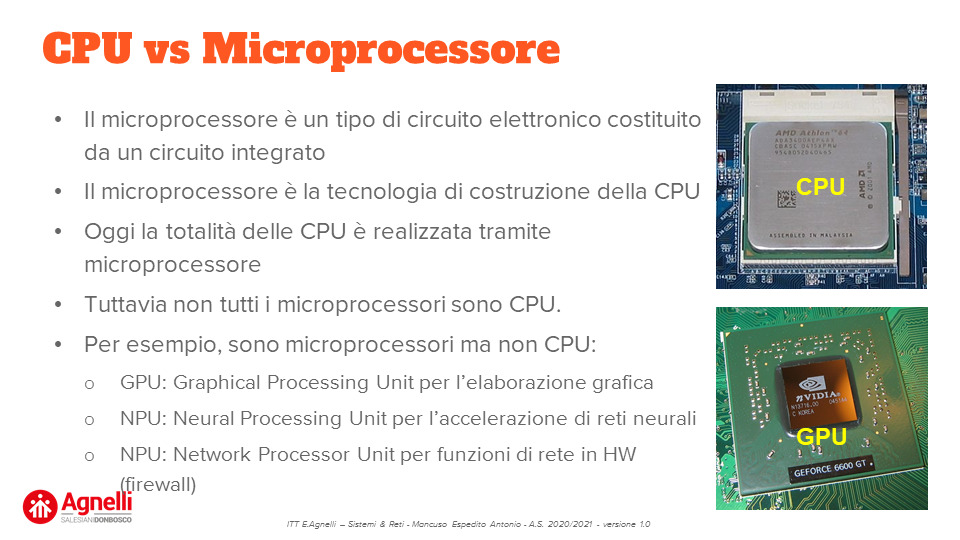 CPU vs Microprocessore
• Il microprocessore è un tipo di circuito elettronico costituito
da un circuito integrato
• Il microprocessore è la tecnologia di costruzione della CPU
• Oggi la totalità delle CPU è realizzata tramite
microprocessore
• Tuttavia non tutti i microprocessori sono CPU.
• Per esempio, sono microprocessori ma non CPU:
o GPU: Graphical Processing Unit per l’elaborazione grafica
o NPU: Neural Processing Unit per l’accelerazione di reti neurali
o NPU: Network Processor Unit per funzioni di rete in HW
(firewall)
AMD Athlon™ 64
CPU
AMD
ASSEMBLED IN MALAYSIA
nVIDIA
KOREA
GPU
GEFORCE 6600 GT
Agnelli
SALESIANIDONBOSCO
ITT E.Agnelli – Sistemi & Reti - Mancuso Espedito Antonio - A.S. 2020/2021 - versione 1.0